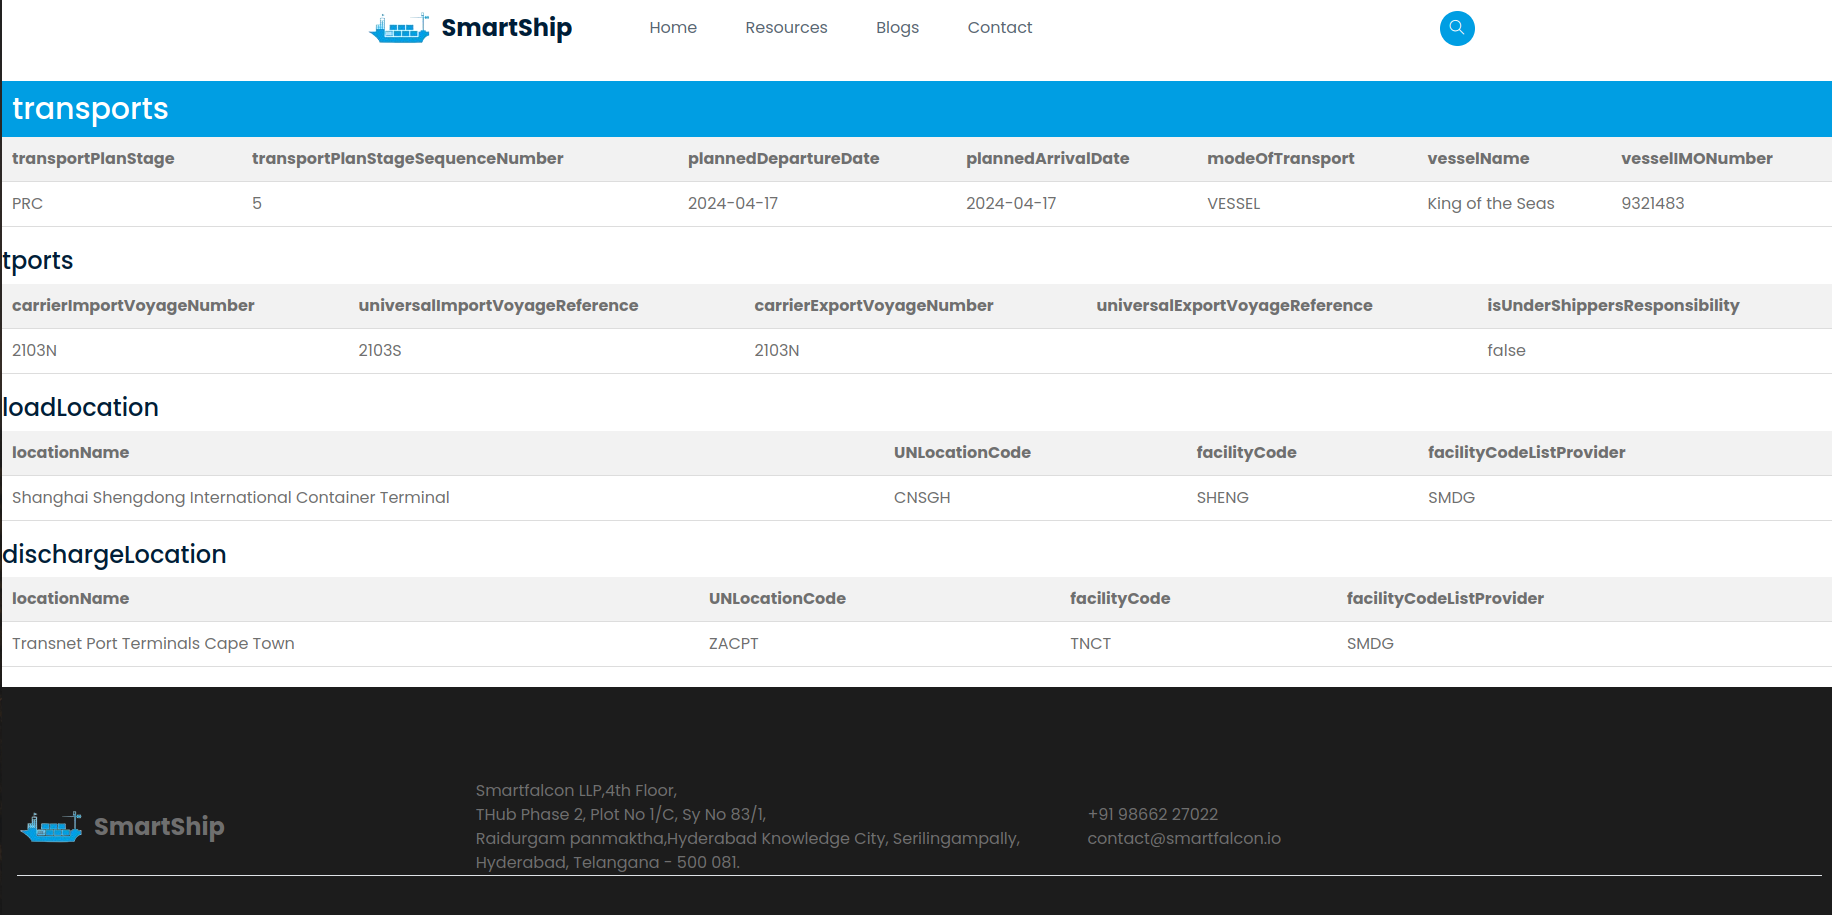 SmartShip Home Resources Blogs Contact
transports
transportPlanStage transportPlanStageSequenceNumber plannedDepartureDate plannedArrivalDate modeOfTransport vesselName vesselIMONumber
PRC 5 2024-04-17 2024-04-17 VESSEL King of the Seas 9321483
tports
carrierImportVoyageNumber universalImportVoyageReference carrierExportVoyageNumber universalExportVoyageReference isUnderShippersResponsibility
2103N 2103S 2103N false
loadLocation
locationName UNLocationCode facilityCode facilityCodeListProvider
Shanghai Shengdong International Container Terminal CNSGH SHENG SMDG
dischargeLocation
locationName UNLocationCode facilityCode facilityCodeListProvider
Transnet Port Terminals Cape Town ZACPT TNCT SMDG
SmartShip
Smartfalcon LLP,4th Floor,
THub Phase 2, Plot No 1/C, Sy No 83/1,
Raidurgam panmaktha,Hyderabad Knowledge City, Serilingampally,
Hyderabad, Telangana - 500 081.
+91 98662 27022
contact@smartfalcon.io